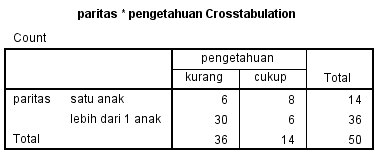 paritas * pengetahuan Crosstabulation
Count
pengetahuan
kurang cukup Total
paritas satu anak 6 8 14
lebih dari 1 anak 30 6 36
Total 36 14 50